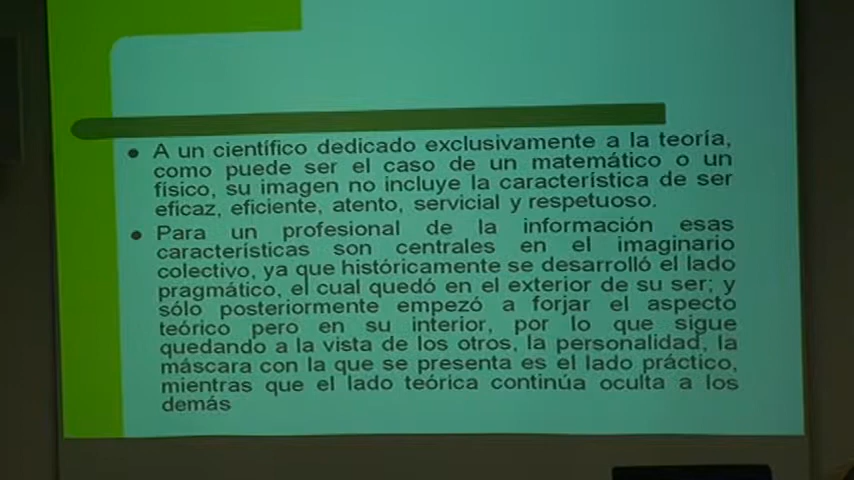 • A un científico dedicado exclusivamente a la teoría,
como puede ser el caso de un matemático o un
físico, su imagen no incluye la característica de ser
eficaz, eficiente, atento, servicial y respetuoso.
• Para un profesional de la información esas
características son centrales en el imaginario
colectivo, ya que históricamente se desarrolló el lado
pragmático, el cual quedó en el exterior de su ser; y
sólo posteriormente empezó a forjar el aspecto
teórico pero en su interior, por lo que sigue
quedando a la vista de los otros, la personalidad, la
máscara con la que se presenta es el lado práctico,
mientras que el lado teórica continúa oculta a los
demás